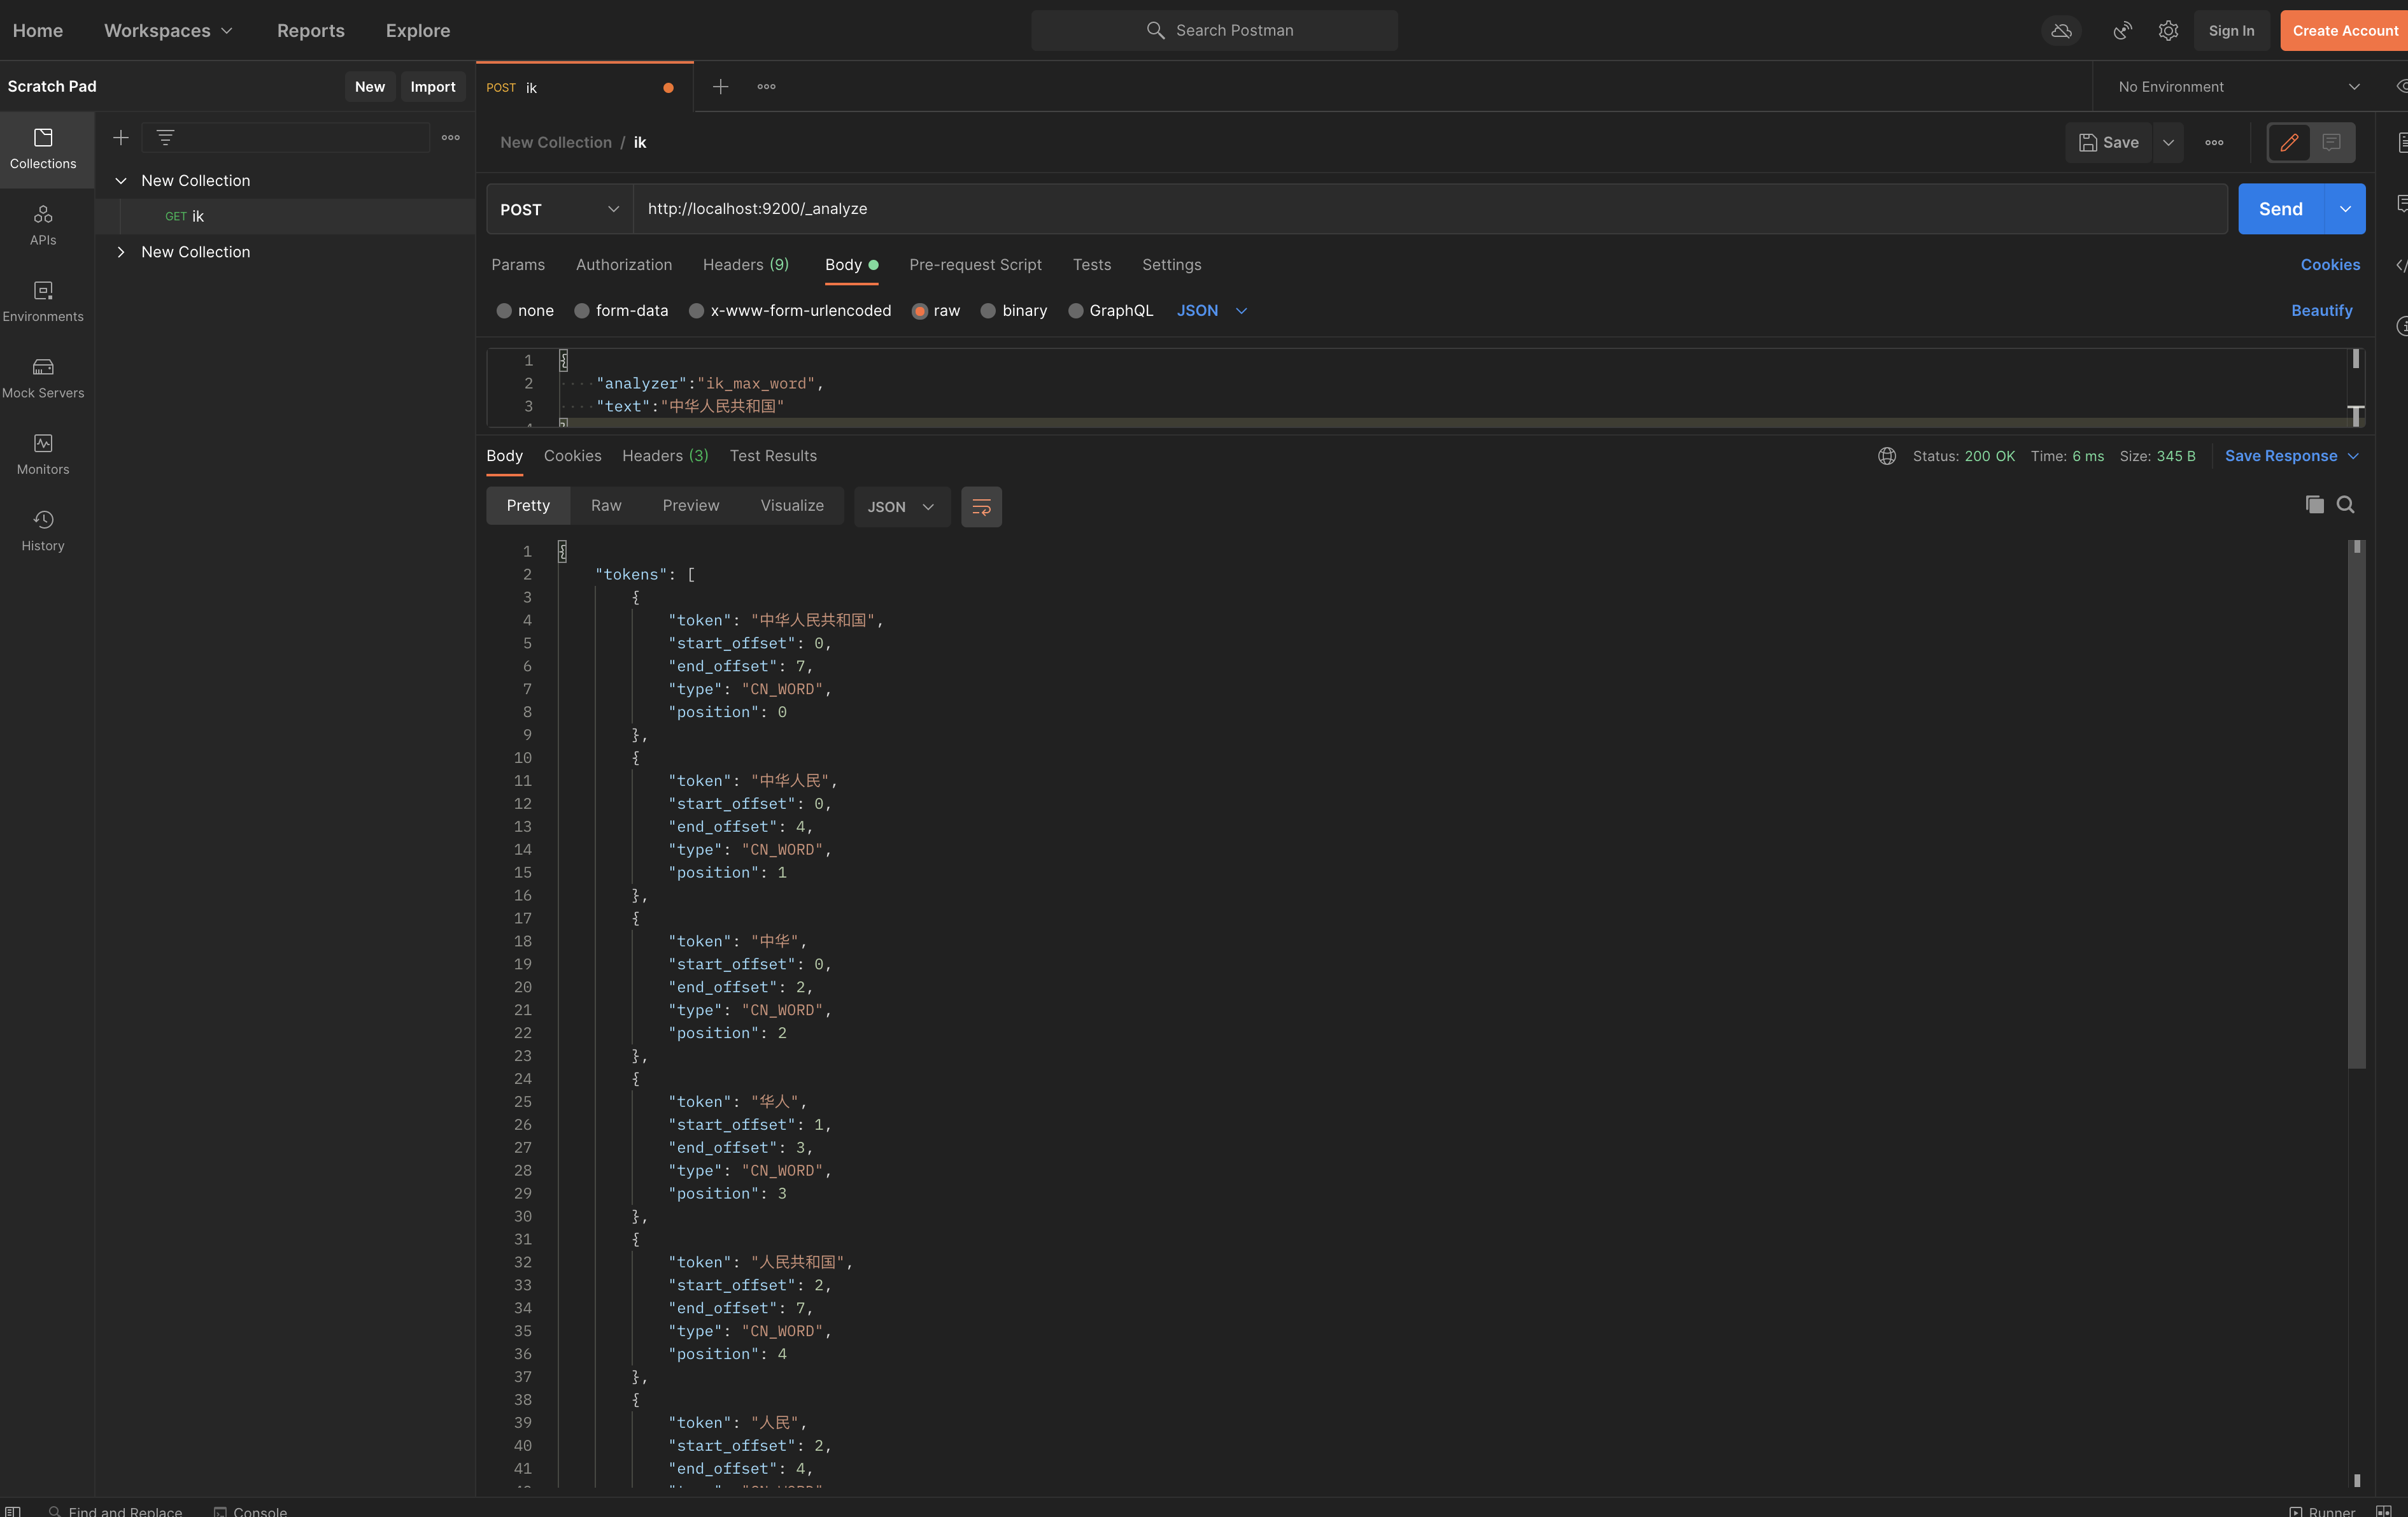 Home Workspaces Reports Explore Search Postman Sign In Create Account
Scratch Pad New Import POST ik No Environment
Collections
APIs
Environments
Mock Servers
Monitors
History
New Collection
GET ik
New Collection
New Collection / ik Save
POST http://localhost:9200/_analyze Send
Params Authorization Headers (9) Body Pre-request Script Tests Settings Cookies
none form-data x-www-form-urlencoded raw binary GraphQL JSON Beautify
1 {
2 "analyzer":"ik_max_word",
3 "text":"中华人民共和国"
Body Cookies Headers (3) Test Results Status: 200 OK Time: 6 ms Size: 345 B Save Response
Pretty Raw Preview Visualize JSON
1 {
2 "tokens": [
3 {
4 "token": "中华人民共和国",
5 "start_offset": 0,
6 "end_offset": 7,
7 "type": "CN_WORD",
8 "position": 0
9 },
10 {
11 "token": "中华人民",
12 "start_offset": 0,
13 "end_offset": 4,
14 "type": "CN_WORD",
15 "position": 1
16 },
17 {
18 "token": "中华",
19 "start_offset": 0,
20 "end_offset": 2,
21 "type": "CN_WORD",
22 "position": 2
23 },
24 {
25 "token": "华人",
26 "start_offset": 1,
27 "end_offset": 3,
28 "type": "CN_WORD",
29 "position": 3
30 },
31 {
32 "token": "人民共和国",
33 "start_offset": 2,
34 "end_offset": 7,
35 "type": "CN_WORD",
36 "position": 4
37 },
38 {
39 "token": "人民",
40 "start_offset": 2,
41 "end_offset": 4,
Find and Replace Console Runner